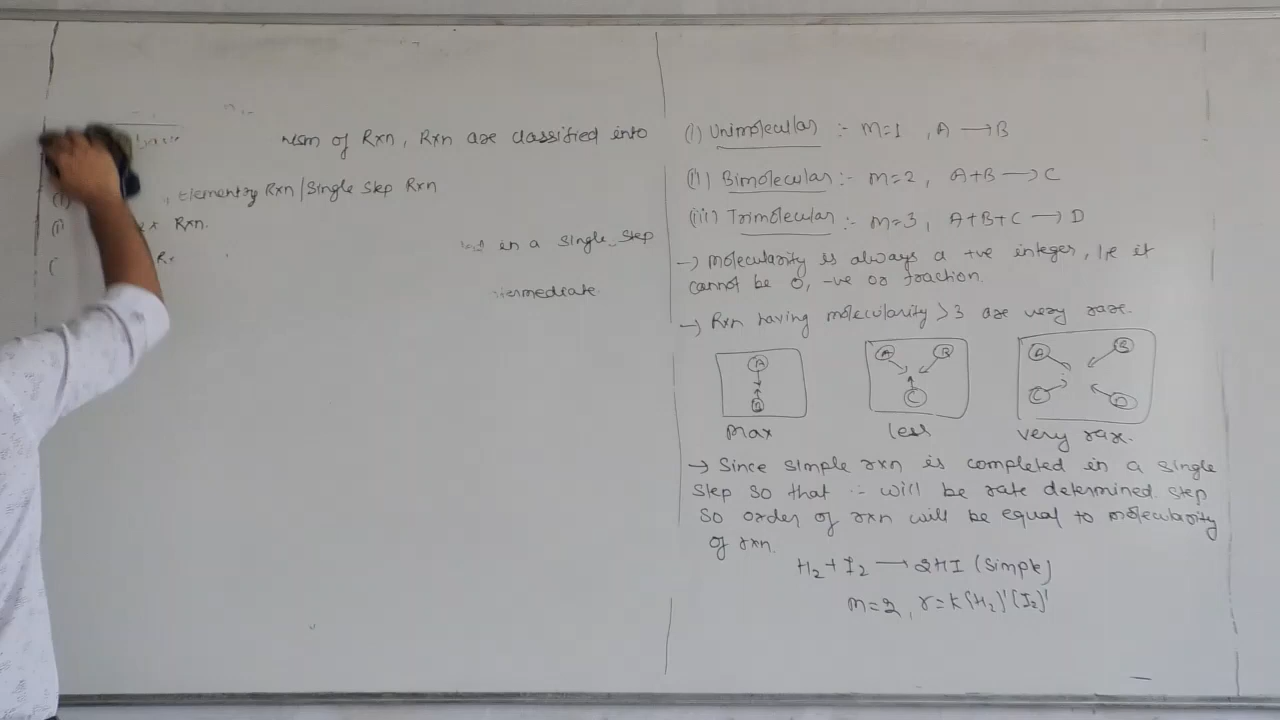 of Rxn, Rxn are classified into
(i) , Elementry Rxn / Single Step Rxn
(ii Rxn.
(
in a single step
(i) Unimolecular :- m=1, A → B
(ii) Bimolecular :- m=2, A+B → C
(iii) Trimolecular :- m=3, A+B+C → D
→ Molecularity is always a +ve integer, i.e it
cannot be 0, -ve or fraction.
→ Rxn having molecularity > 3 are very rare.
A B A B A B
C C D
Max less very rare.
→ Since simple rxn is completed in a single
step so that :- will be rate determined step
so order of rxn will be equal to molecularity
of rxn.
H₂ + I₂ → 2HI (Simple)
m=2, r=k[H₂]¹[I₂]¹